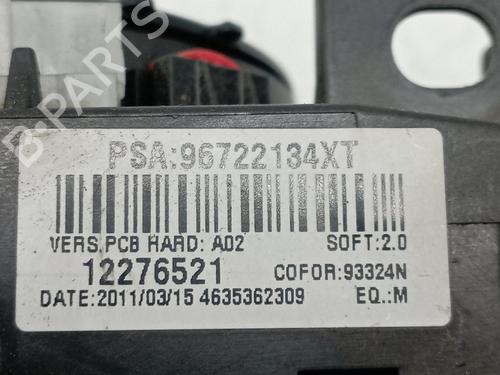 PSA:96722134XT
VERS.PCB HARD: A02 SOFT:2.0
12276521 COFOR:93324N
DATE:2011/03/15 4635362309 EQ.:M
B-PARTS